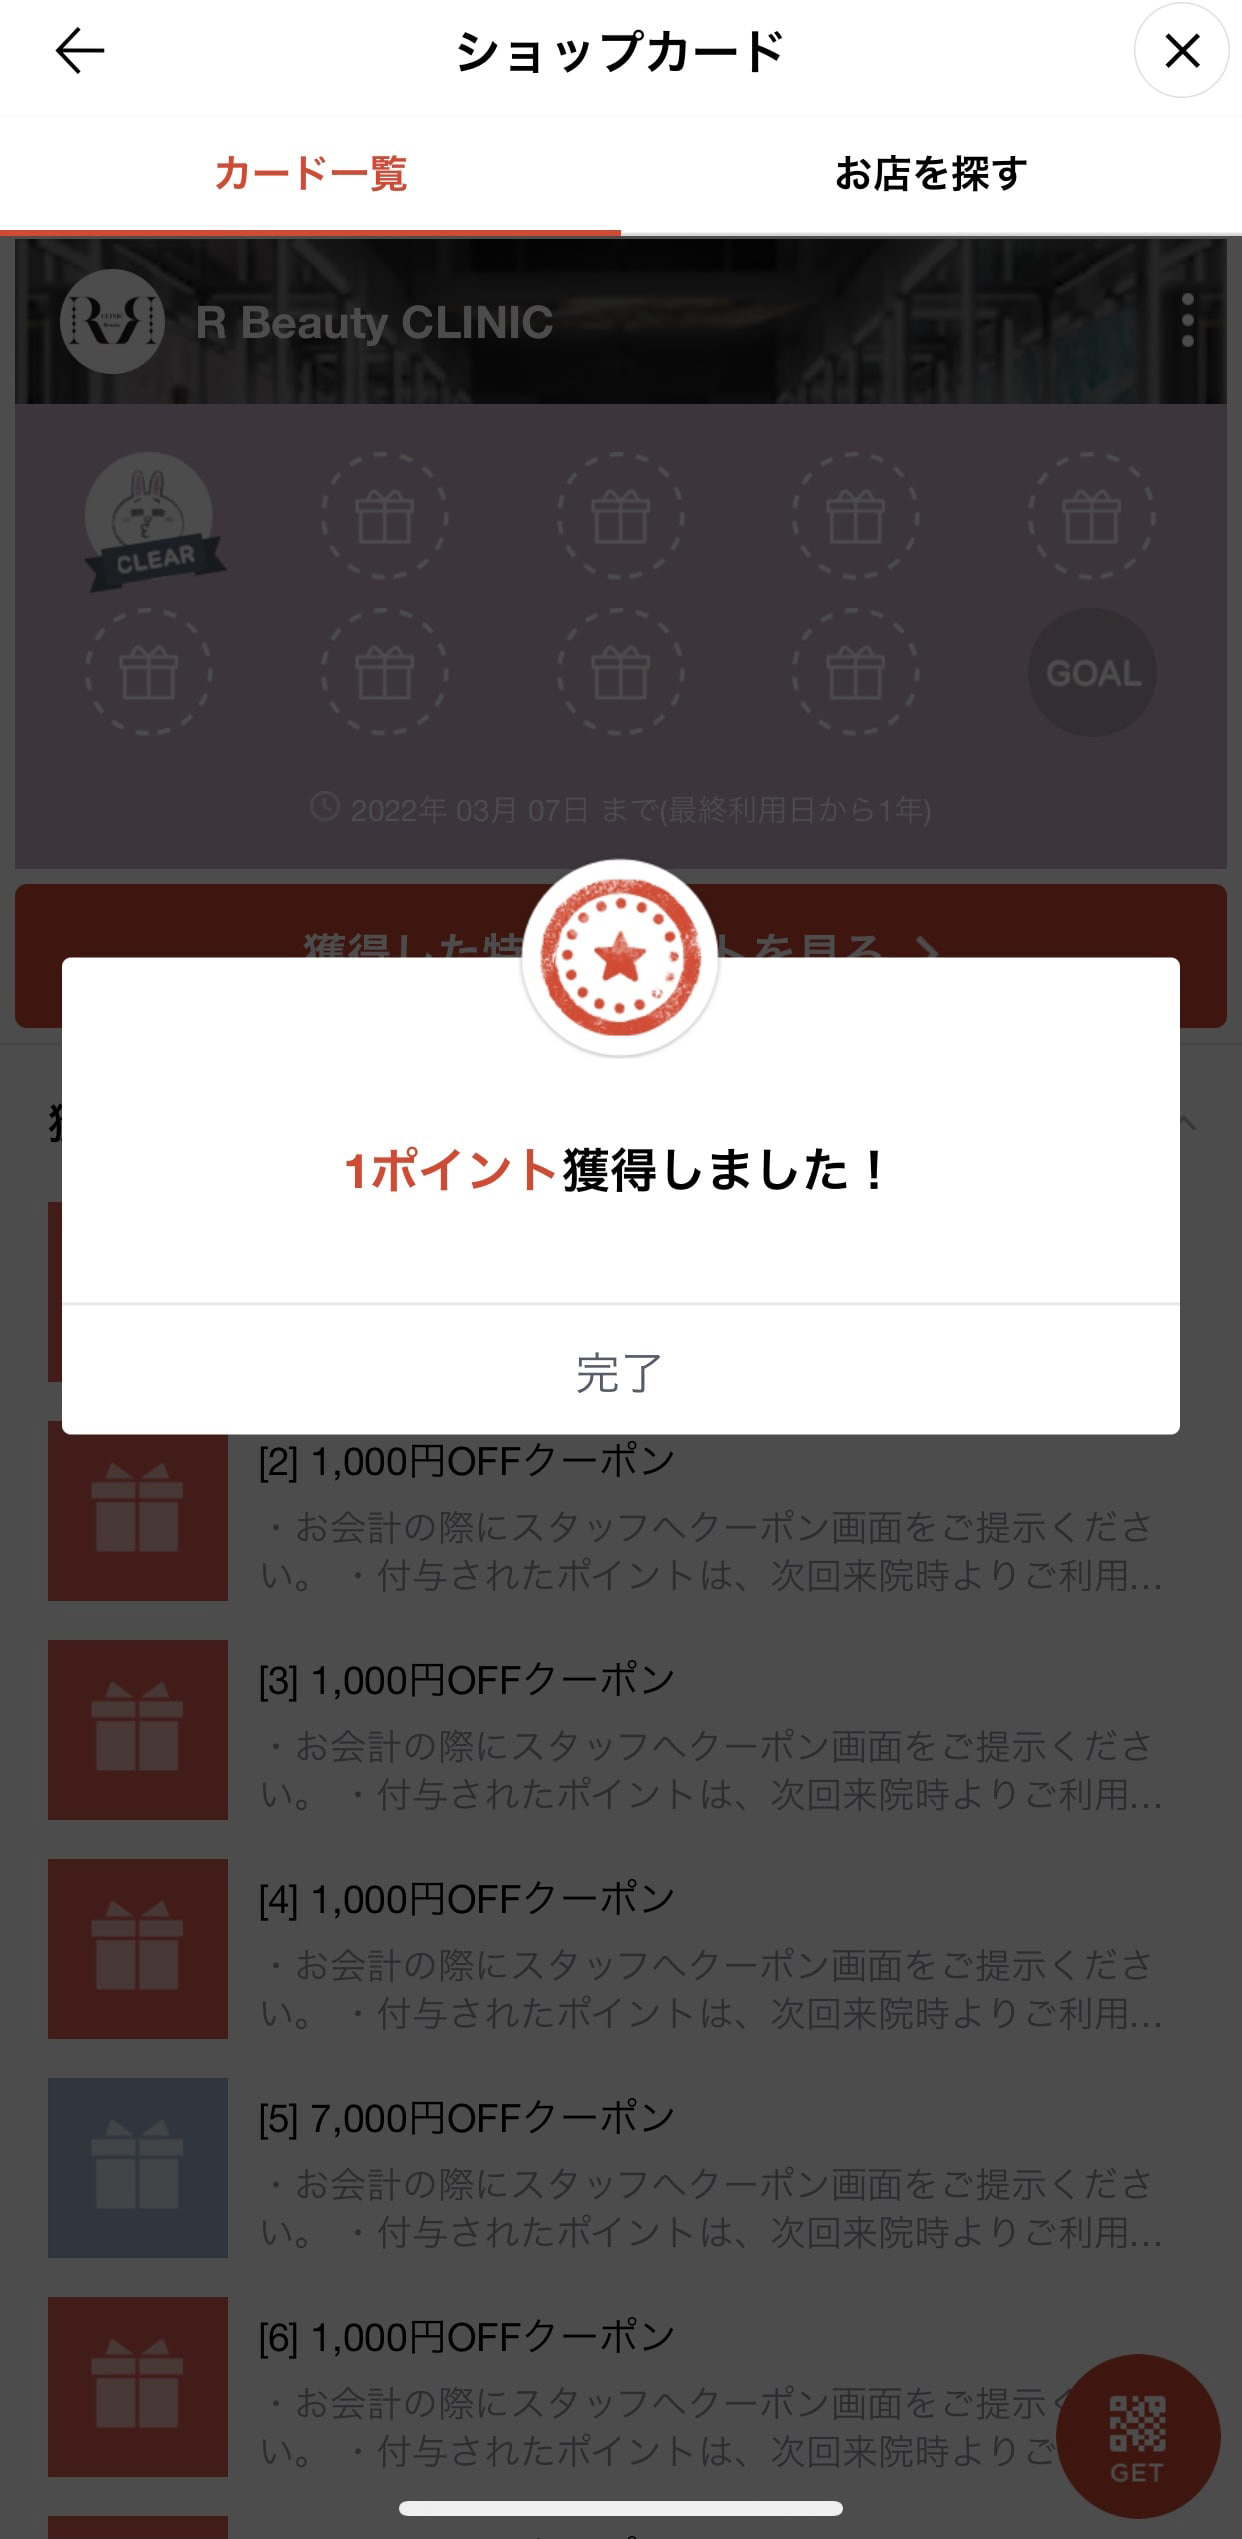 ショップカード
カード一覧
お店を探す
R Beauty CLINIC
CLEAR
GOAL
2022年 03月 07日 まで(最終利用日から1年)
獲得した特
トを見る
1ポイント獲得しました！
完了
[2] 1,000円OFFクーポン
・お会計の際にスタッフへクーポン画面をご提示くださ
い。 ・付与されたポイントは、次回来院時よりご利用…
[3] 1,000円OFFクーポン
・お会計の際にスタッフへクーポン画面をご提示くださ
い。 ・付与されたポイントは、次回来院時よりご利用…
[4] 1,000円OFFクーポン
・お会計の際にスタッフへクーポン画面をご提示くださ
い。 ・付与されたポイントは、次回来院時よりご利用…
[5] 7,000円OFFクーポン
・お会計の際にスタッフへクーポン画面をご提示くださ
い。 ・付与されたポイントは、次回来院時よりご利用…
[6] 1,000円OFFクーポン
・お会計の際にスタッフへクーポン画面をご提示く
い。 ・付与されたポイントは、次回来院時よりご
GET